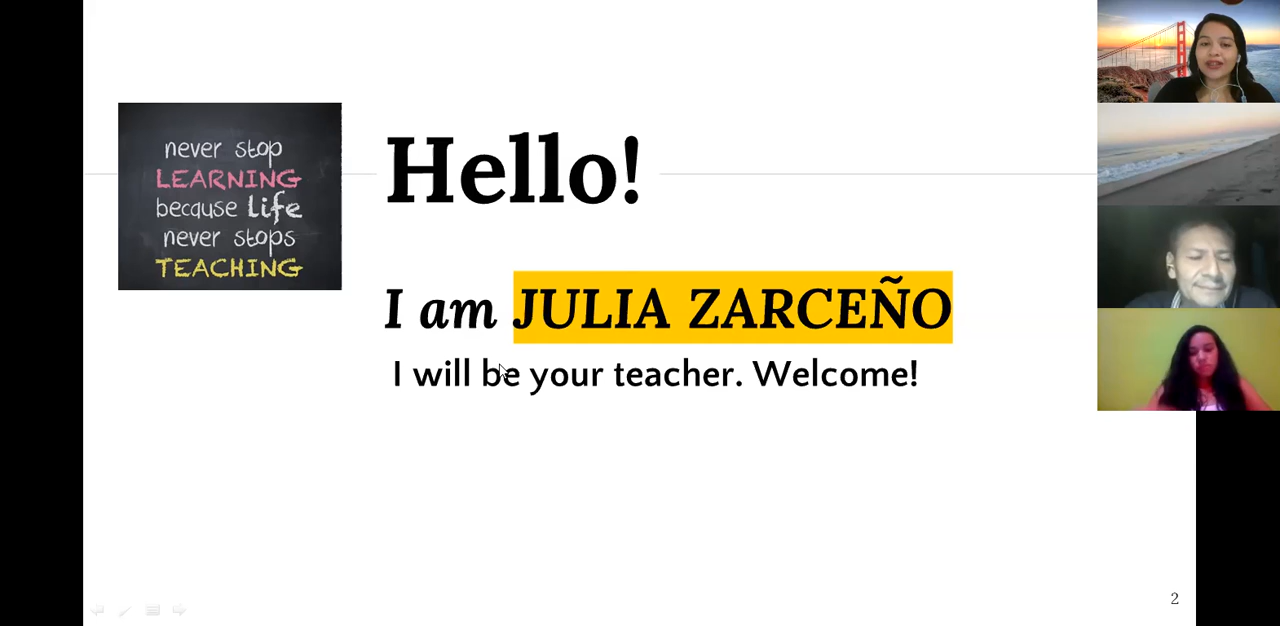 never stop
LEARNING
because life
never stops
TEACHING
Hello!
I am JULIA ZARCEÑO
I will be your teacher. Welcome!
2